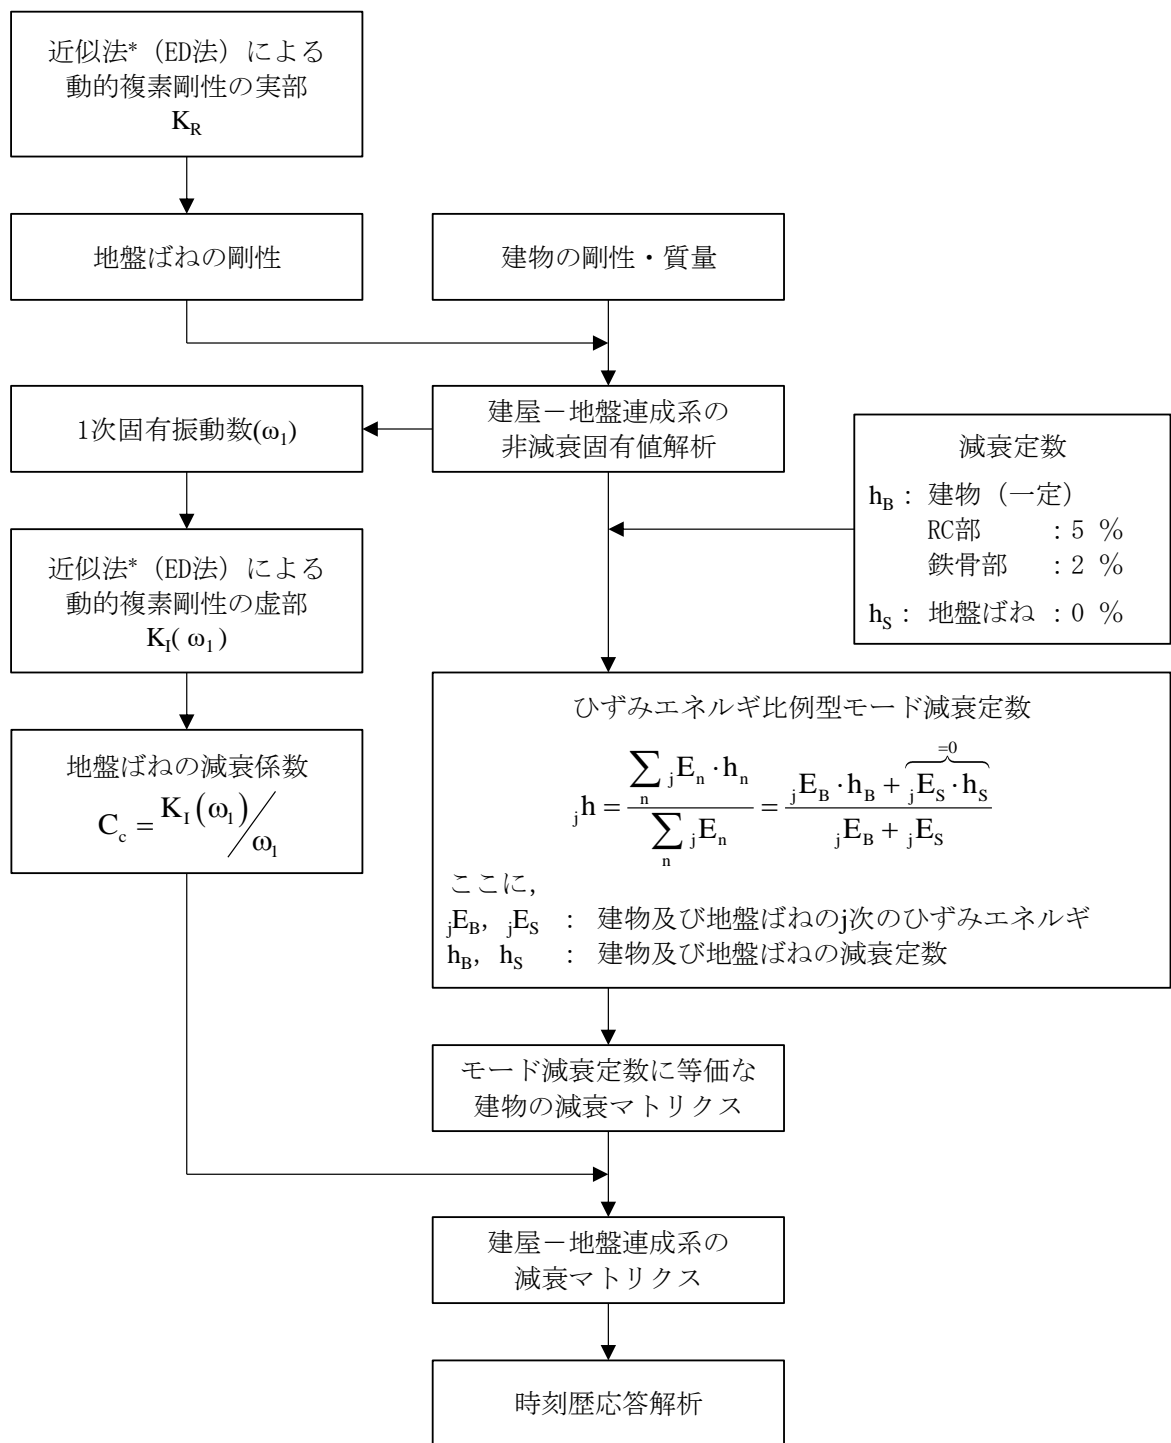 近似法*（ED法）による
動的複素剛性の実部
K_R
地盤ばねの剛性
建物の剛性・質量
建屋－地盤連成系の
非減衰固有値解析
1次固有振動数(ω_1)
減衰定数
h_B : 建物（一定）
RC部 : 5 %
鉄骨部 : 2 %
h_S : 地盤ばね : 0 %
近似法*（ED法）による
動的複素剛性の虚部
K_I( ω_1 )
地盤ばねの減衰係数
C_c = K_I(ω_1)/ω_1
ひずみエネルギ比例型モード減衰定数
_jh = \frac{\sum_n {}_jE_n · h_n}{\sum_n {}_jE_n} = \frac{{}_jE_B · h_B + \overbrace{{}_jE_S · h_S}^{=0}}{{}_jE_B + {}_jE_S}
ここに,
_jE_B, _jE_S : 建物及び地盤ばねのj次のひずみエネルギ
h_B, h_S : 建物及び地盤ばねの減衰定数
モード減衰定数に等価な
建物の減衰マトリクス
建屋－地盤連成系の
減衰マトリクス
時刻歴応答解析